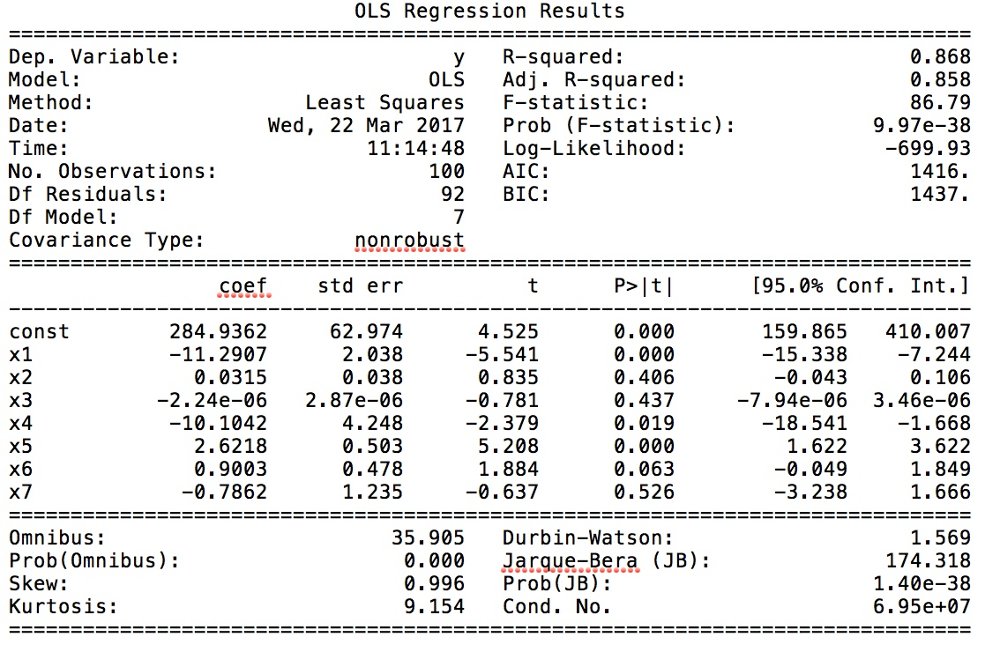 OLS Regression Results
==============================================================================
Dep. Variable:                      y   R-squared:                       0.868
Model:                            OLS   Adj. R-squared:                  0.858
Method:                 Least Squares   F-statistic:                     86.79
Date:                Wed, 22 Mar 2017   Prob (F-statistic):           9.97e-38
Time:                        11:14:48   Log-Likelihood:                -699.93
No. Observations:                 100   AIC:                             1416.
Df Residuals:                      92   BIC:                             1437.
Df Model:                           7
Covariance Type:            nonrobust
==============================================================================
                 coef    std err          t      P>|t|      [95.0% Conf. Int.]
------------------------------------------------------------------------------
const        284.9362     62.974      4.525      0.000       159.865   410.007
x1           -11.2907      2.038     -5.541      0.000       -15.338    -7.244
x2             0.0315      0.038      0.835      0.406        -0.043     0.106
x3          -2.24e-06   2.87e-06     -0.781      0.437     -7.94e-06  3.46e-06
x4           -10.1042      4.248     -2.379      0.019       -18.541    -1.668
x5             2.6218      0.503      5.208      0.000         1.622     3.622
x6             0.9003      0.478      1.884      0.063        -0.049     1.849
x7            -0.7862      1.235     -0.637      0.526        -3.238     1.666
==============================================================================
Omnibus:                       35.905   Durbin-Watson:                   1.569
Prob(Omnibus):                  0.000   Jarque-Bera (JB):              174.318
Skew:                           0.996   Prob(JB):                     1.40e-38
Kurtosis:                       9.154   Cond. No.                     6.95e+07
==============================================================================